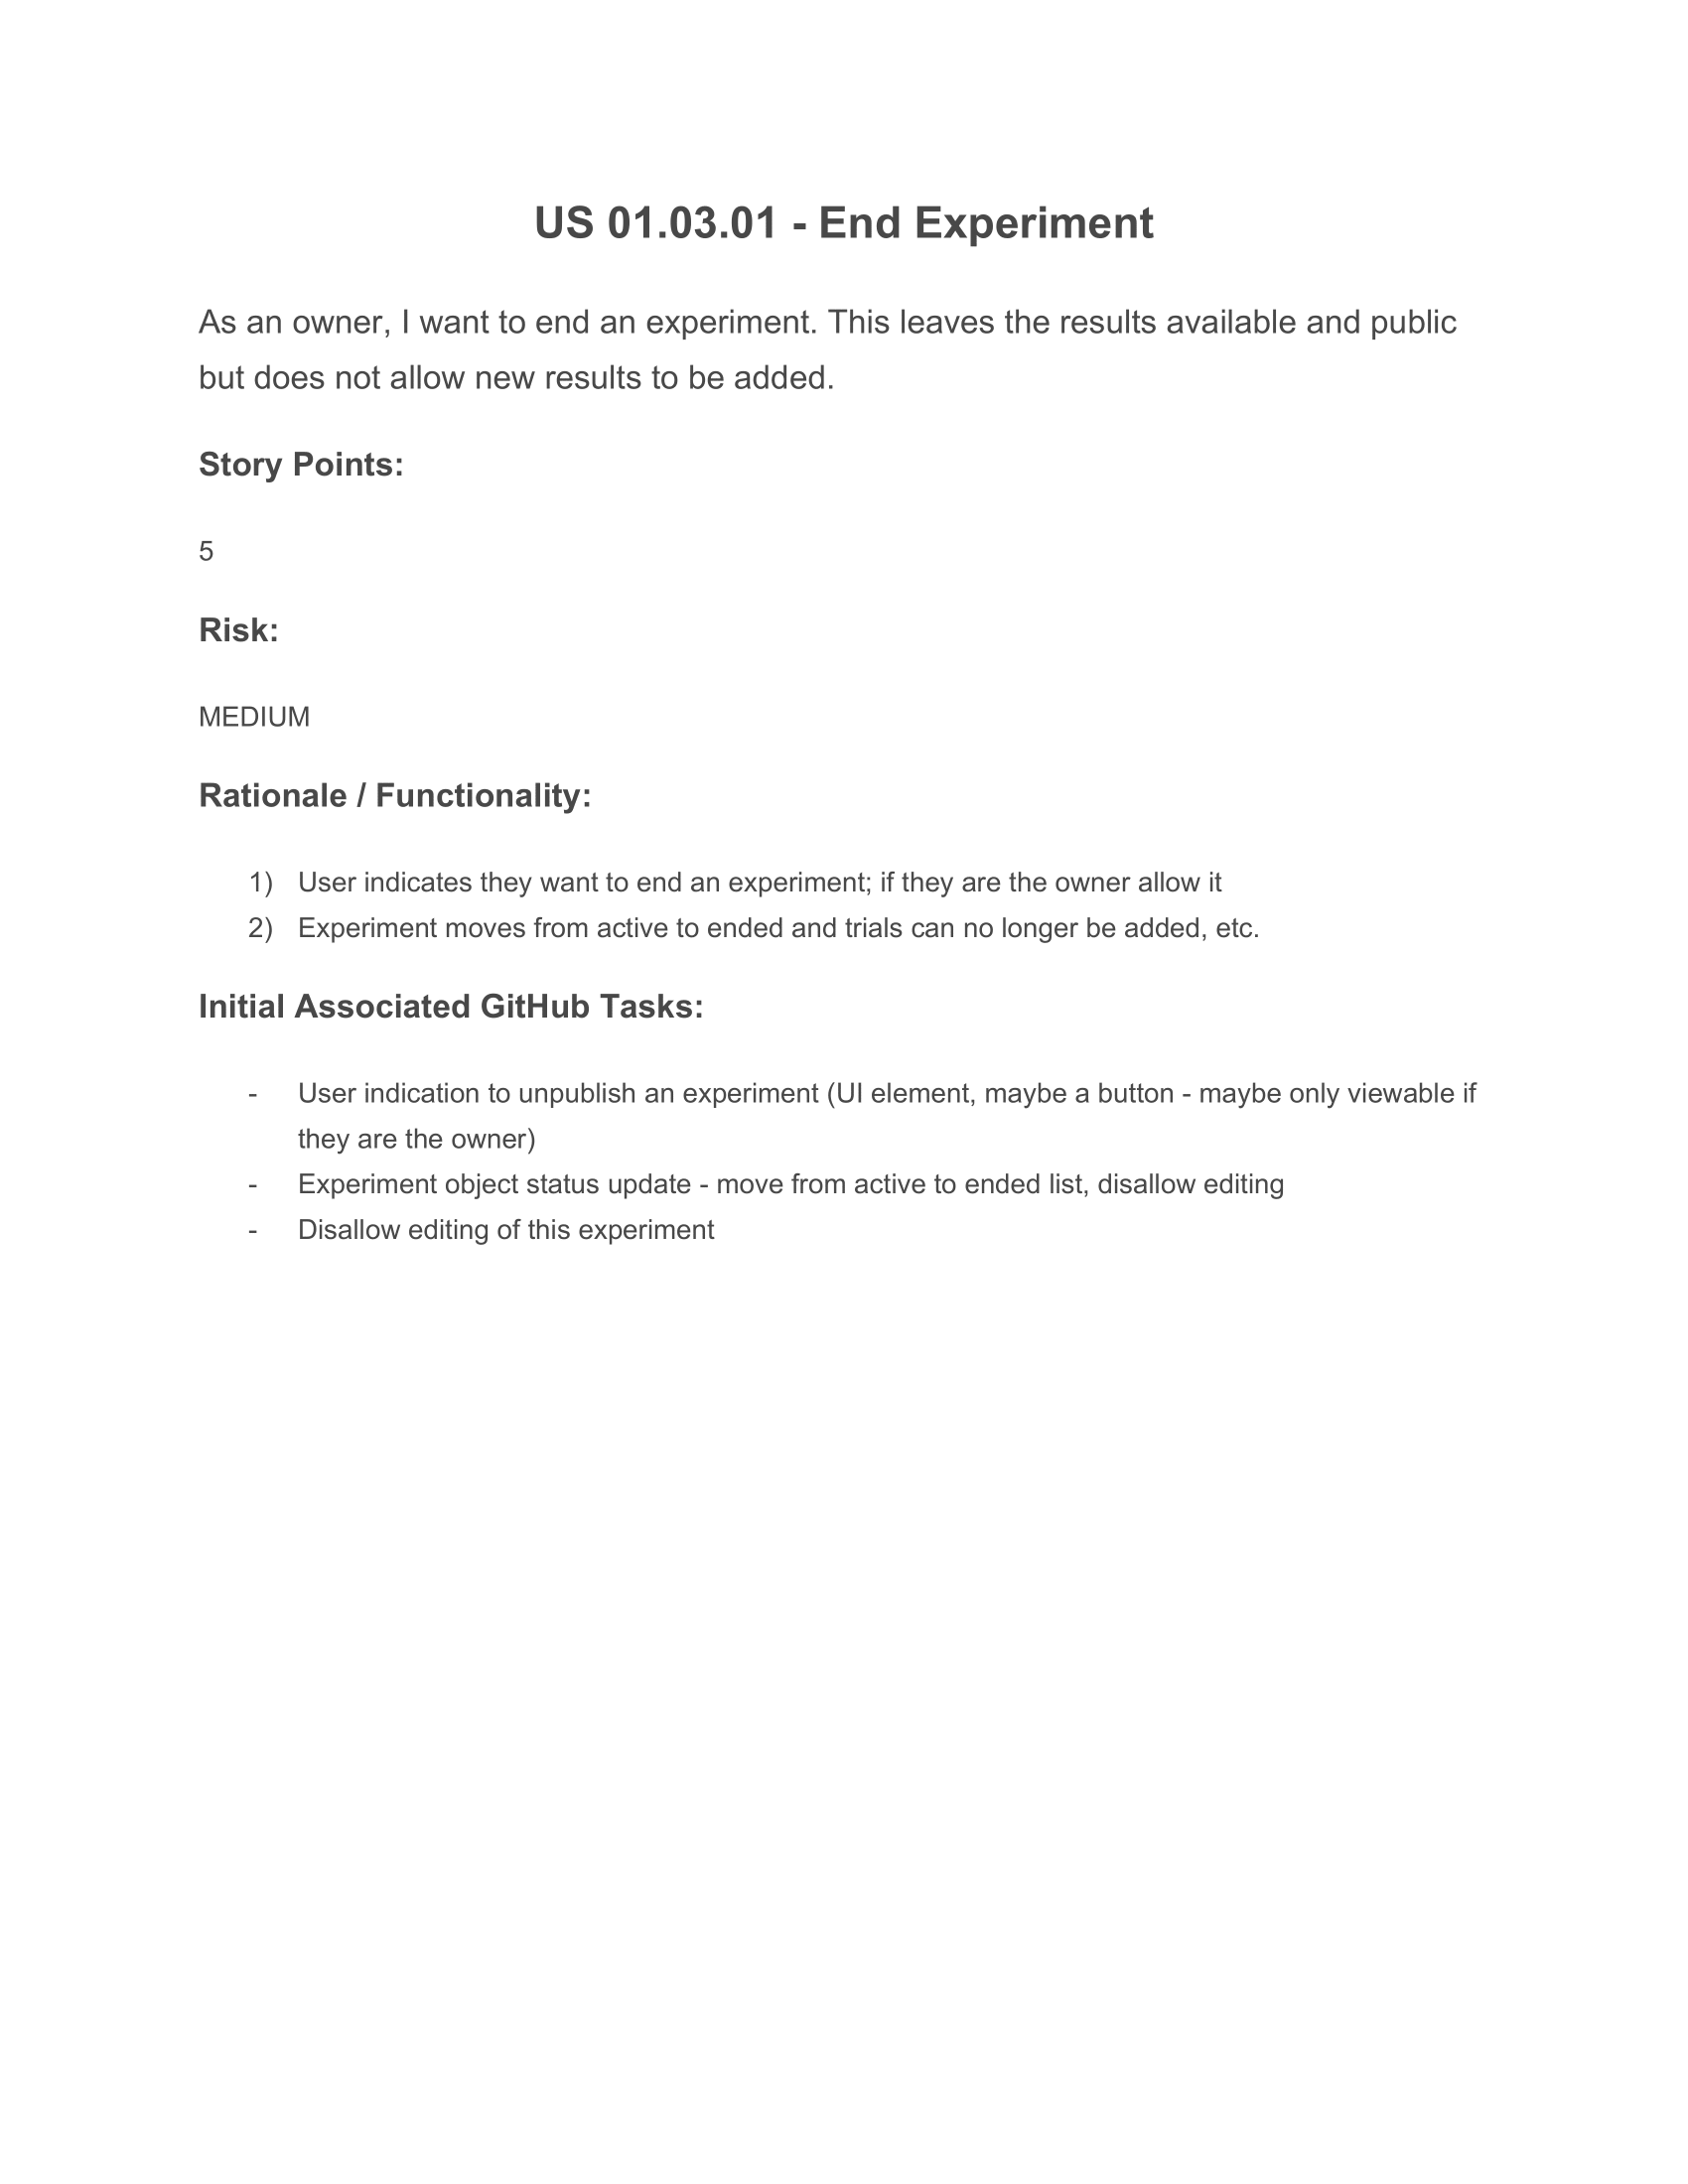 US 01.03.01 - End Experiment
As an owner, I want to end an experiment. This leaves the results available and public
but does not allow new results to be added.
Story Points:
5
Risk:
MEDIUM
Rationale / Functionality:
1) User indicates they want to end an experiment; if they are the owner allow it
2) Experiment moves from active to ended and trials can no longer be added, etc.
Initial Associated GitHub Tasks:
- User indication to unpublish an experiment (UI element, maybe a button - maybe only viewable if
they are the owner)
- Experiment object status update - move from active to ended list, disallow editing
- Disallow editing of this experiment